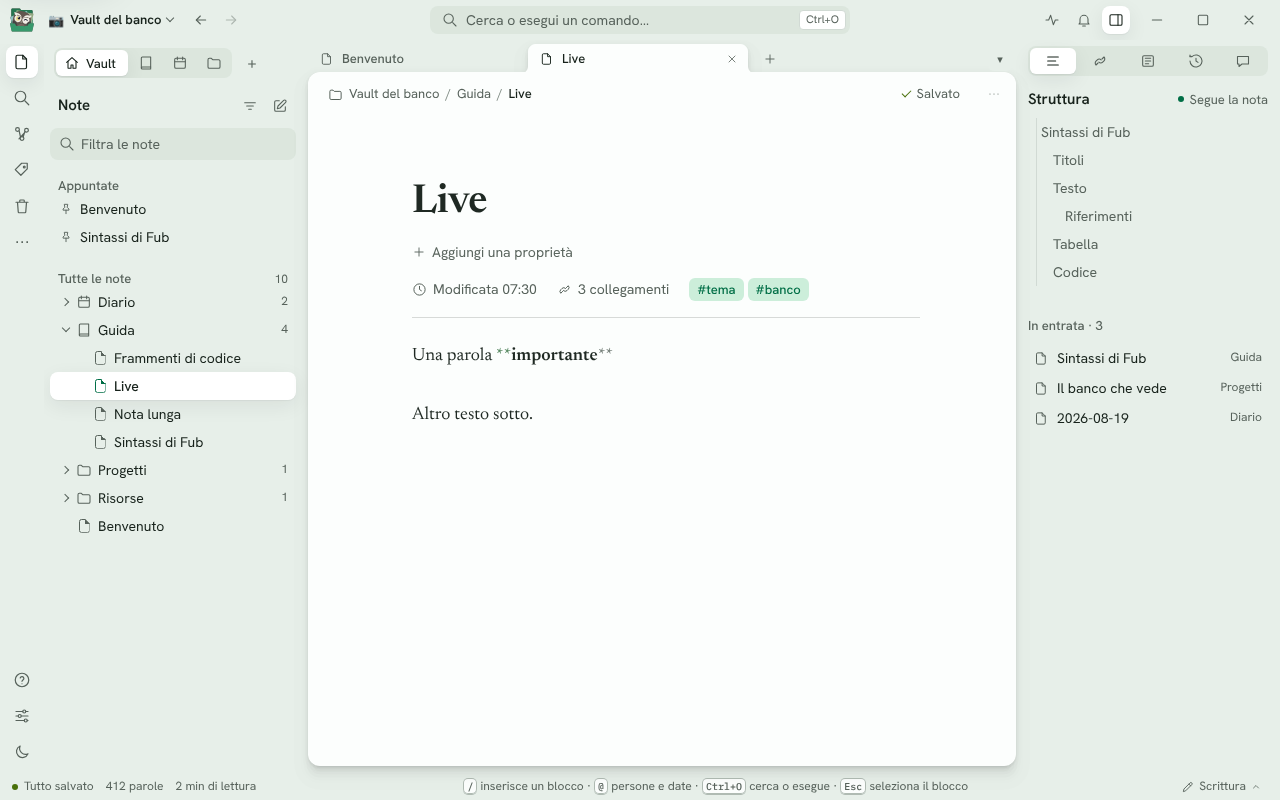 Vault del banco
Cerca o esegui un comando…
Ctrl+O
Vault
Benvenuto
Live
Note
Filtra le note
Appuntate
Benvenuto
Sintassi di Fub
Tutte le note 10
Diario 2
Guida 4
Frammenti di codice
Live
Nota lunga
Sintassi di Fub
Progetti 1
Risorse 1
Benvenuto
Vault del banco / Guida / Live
Salvato
Live
Aggiungi una proprietà
Modificata 07:30
3 collegamenti
#tema
#banco
Una parola **importante**
Altro testo sotto.
Struttura
Segue la nota
Sintassi di Fub
Titoli
Testo
Riferimenti
Tabella
Codice
In entrata · 3
Sintassi di Fub Guida
Il banco che vede Progetti
2026-08-19 Diario
Tutto salvato 412 parole 2 min di lettura
/ inserisce un blocco · @ persone e date · Ctrl+O cerca o esegue · Esc seleziona il blocco
Scrittura